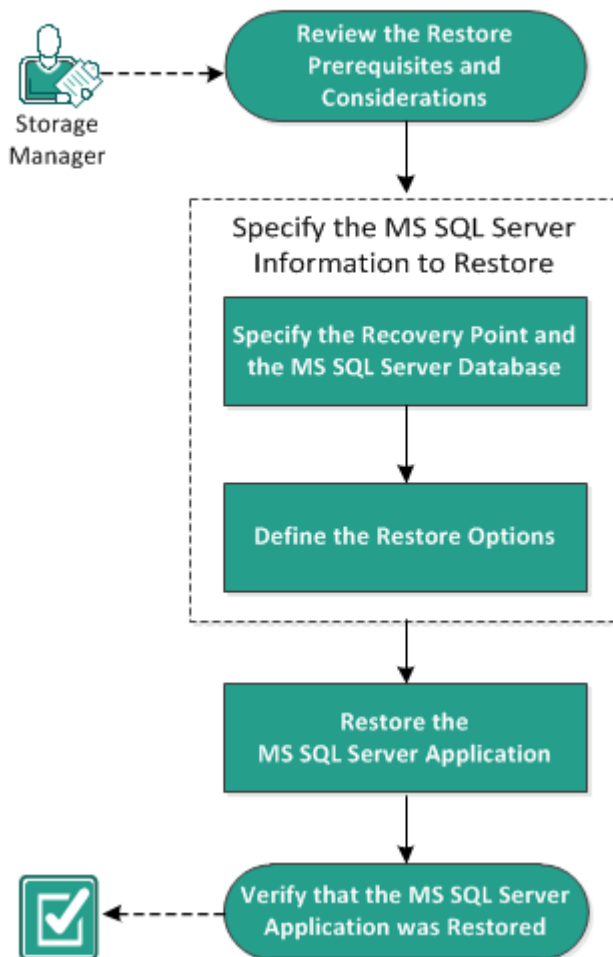 Storage
Manager
Review the Restore
Prerequisites and
Considerations
Specify the MS SQL Server
Information to Restore
Specify the Recovery Point and
the MS SQL Server Database
Define the Restore Options
Restore the
MS SQL Server Application
Verify that the MS SQL Server
Application was Restored